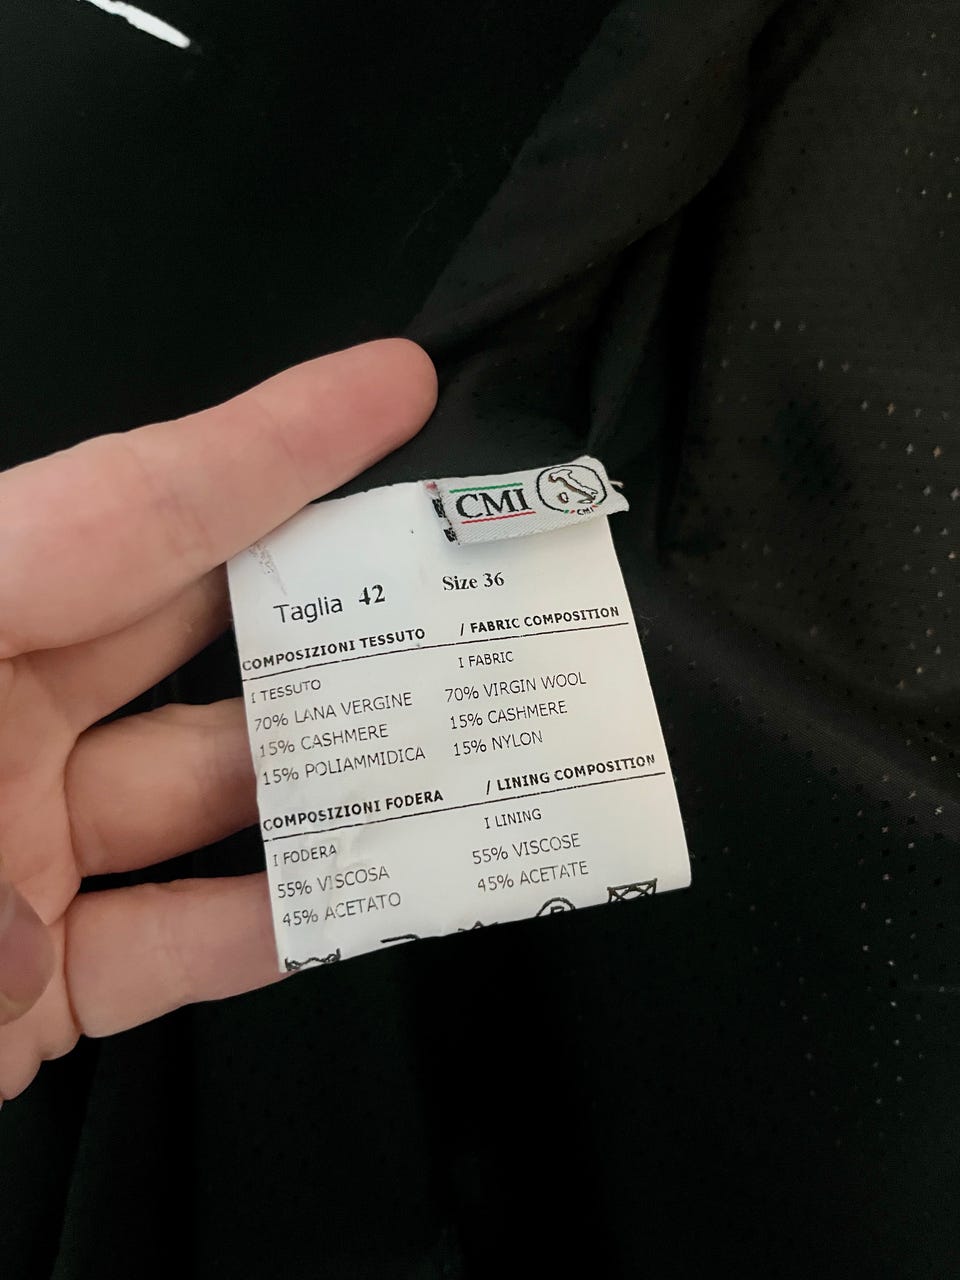 CMI
CMI
Taglia 42 Size 36
COMPOSIZIONI TESSUTO / FABRIC COMPOSITION
I TESSUTO I FABRIC
70% LANA VERGINE 70% VIRGIN WOOL
15% CASHMERE 15% CASHMERE
15% POLIAMMIDICA 15% NYLON
COMPOSIZIONI FODERA / LINING COMPOSITION
I FODERA I LINING
55% VISCOSA 55% VISCOSE
45% ACETATO 45% ACETATE